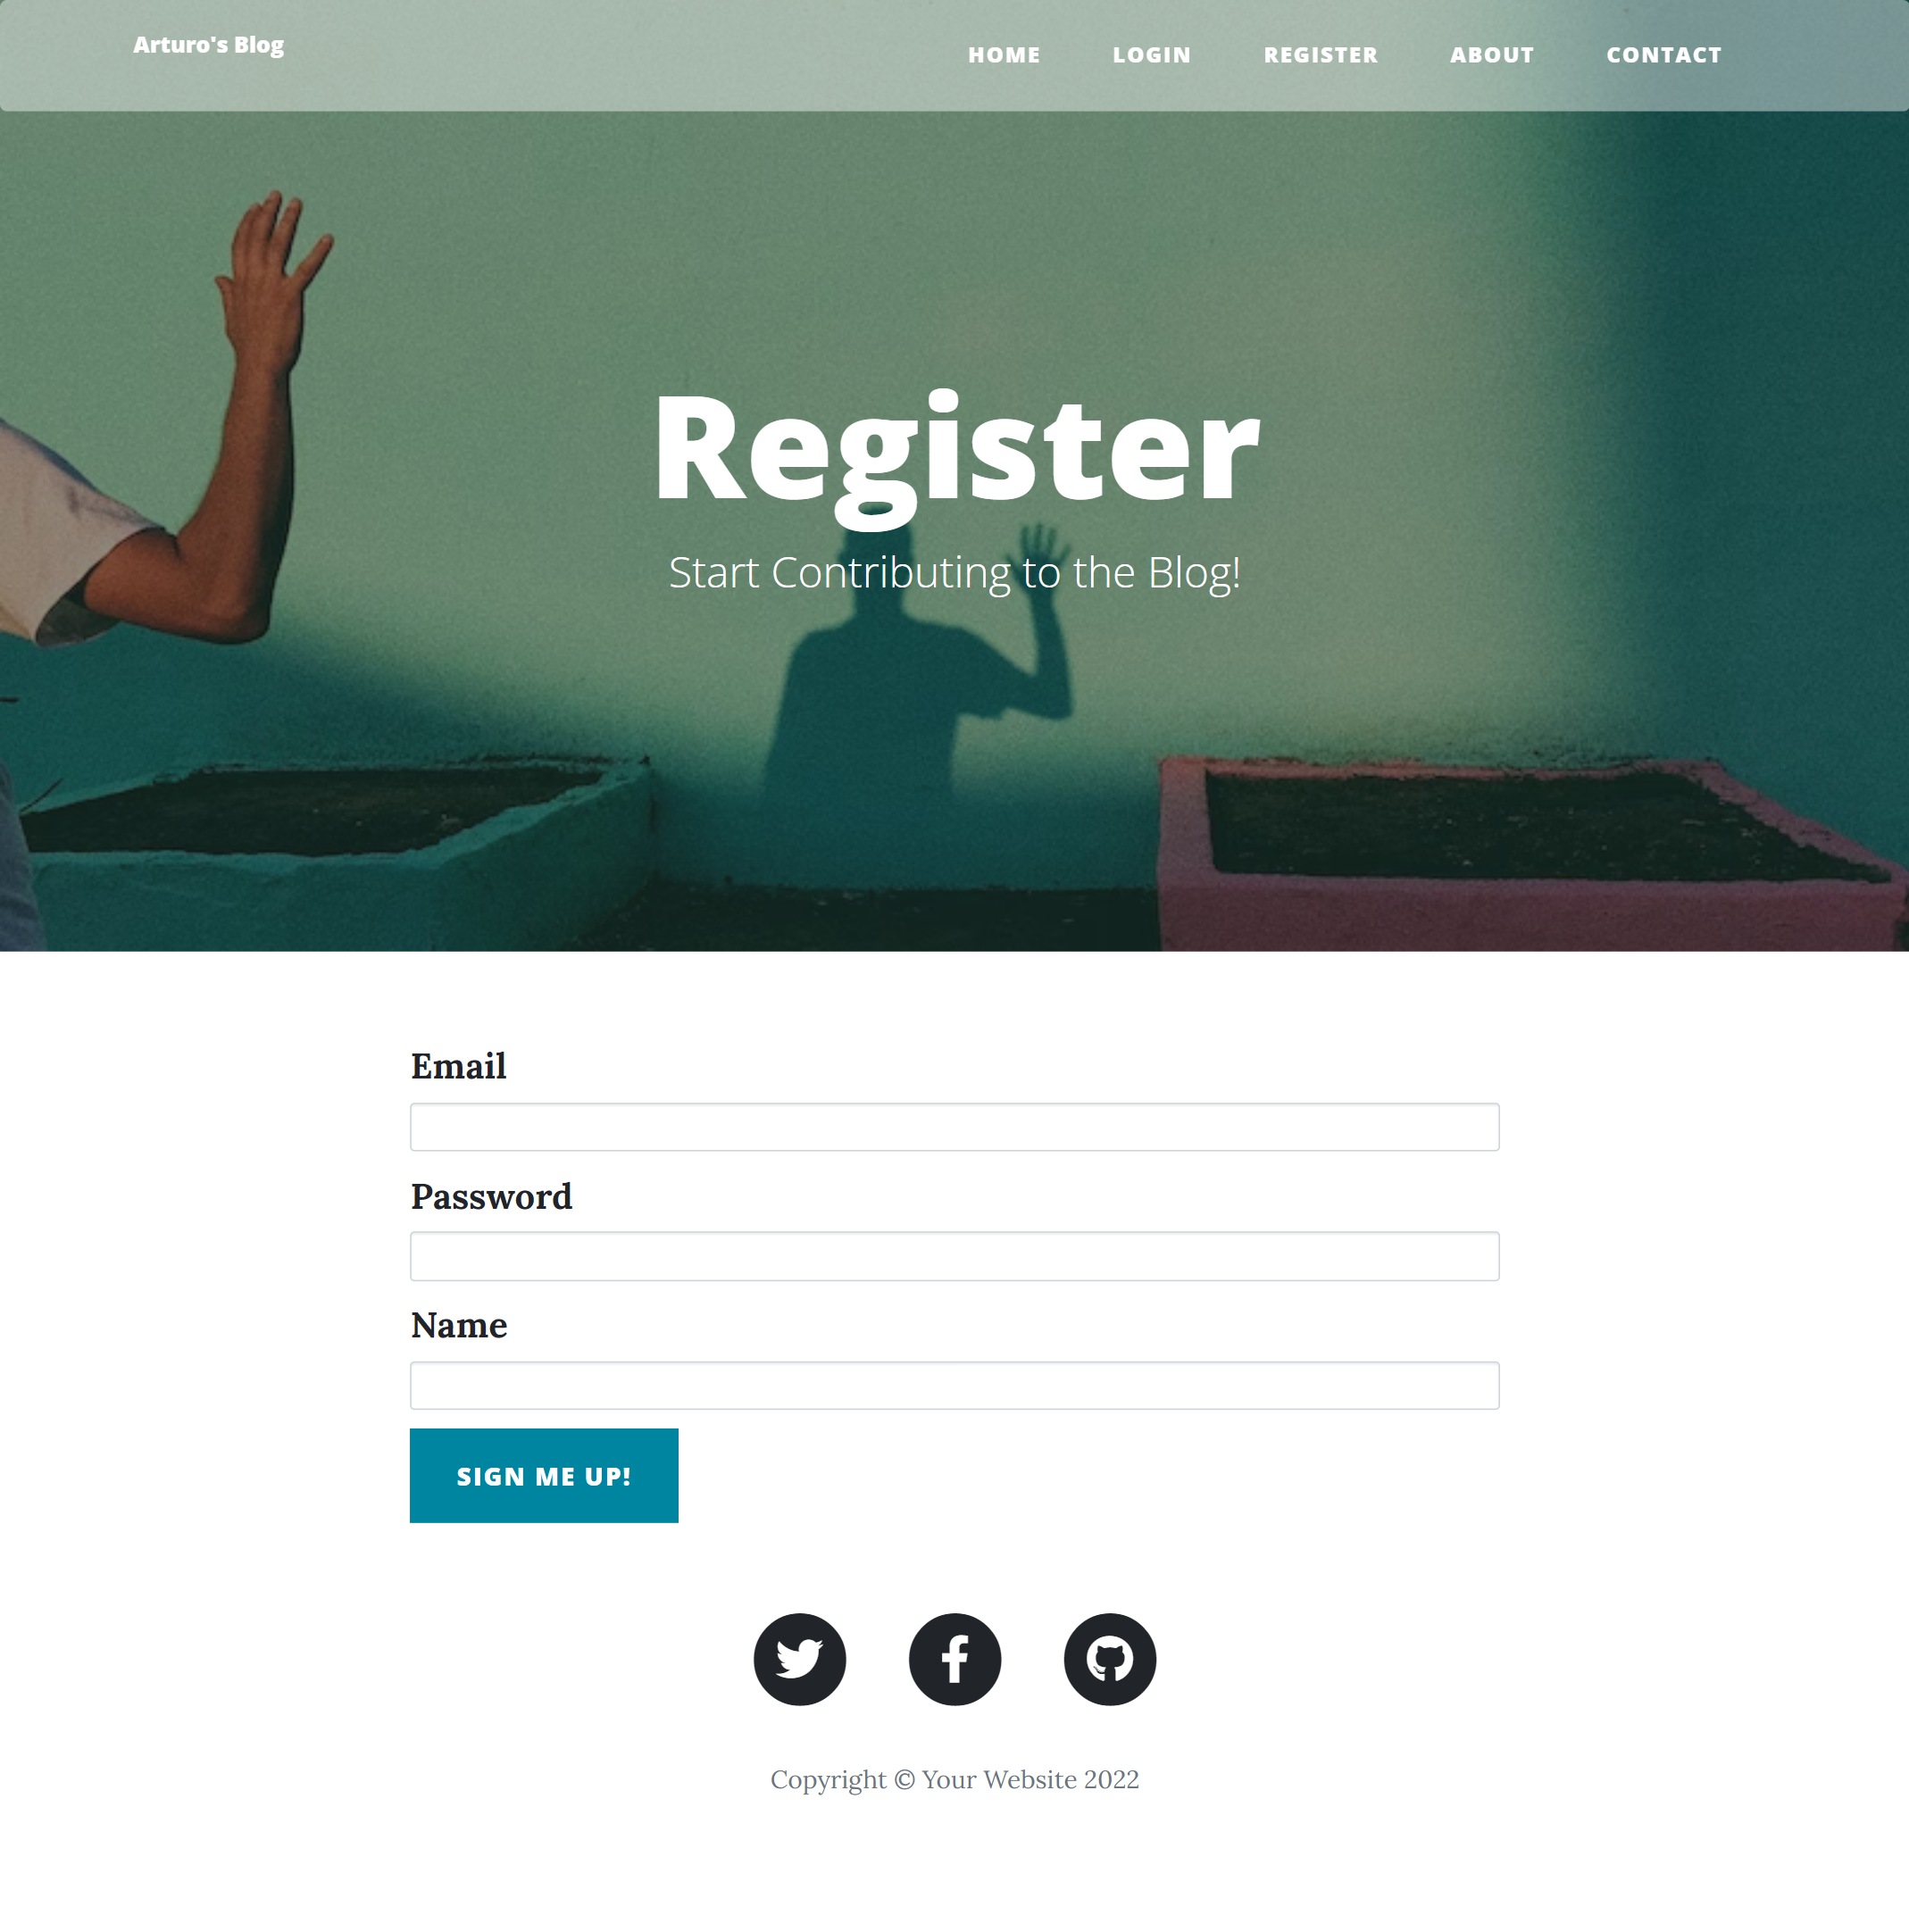 Arturo's Blog
HOME LOGIN REGISTER ABOUT CONTACT
Register
Start Contributing to the Blog!
Email
Password
Name
SIGN ME UP!
Copyright © Your Website 2022